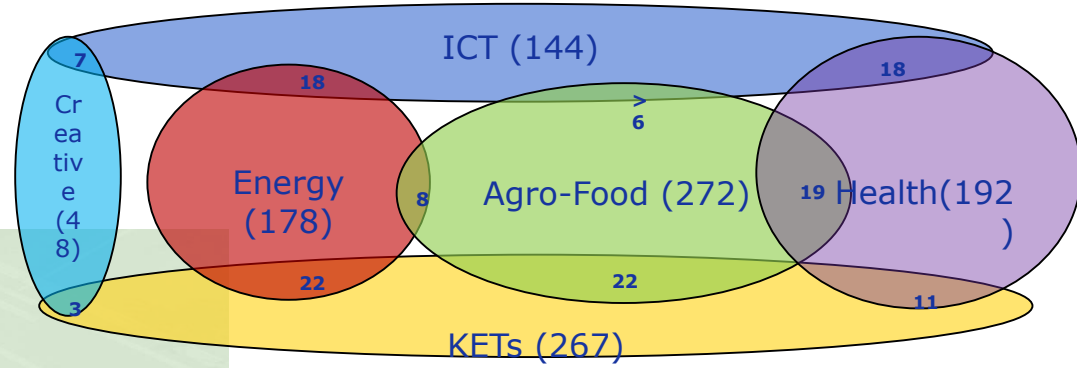 ICT (144)
7
18
18
>
6
Cr
ea
tiv
e
(4
8)
Energy
(178)
8
Agro-Food (272)
19
Health(192
)
22
22
3
11
KETs (267)